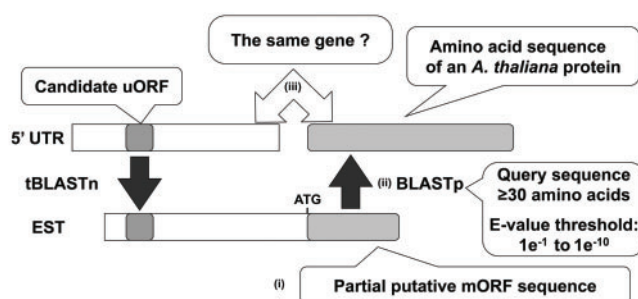 The same gene ?
Amino acid sequence
of an A. thaliana protein
Candidate uORF
(iii)
5' UTR
tBLASTn
(ii) BLASTp
Query sequence
≥30 amino acids
E-value threshold:
1e-1 to 1e-10
ATG
EST
(i)
Partial putative mORF sequence